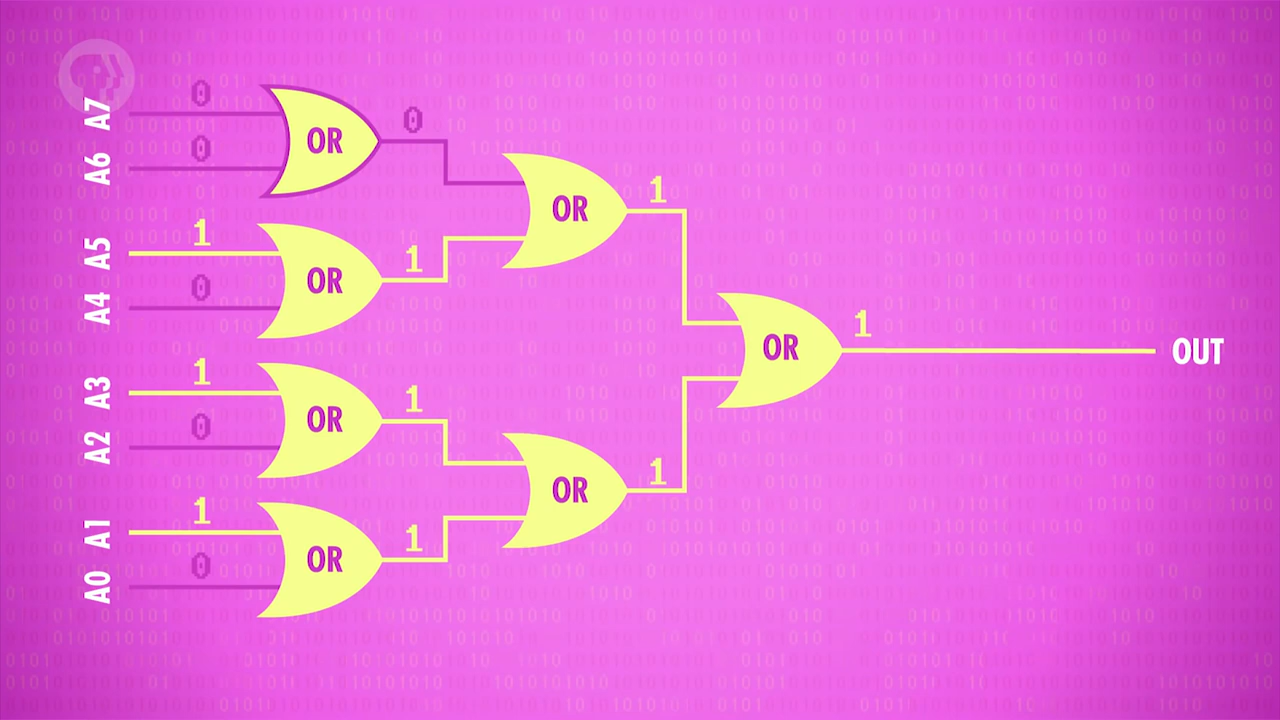 A7 0
A6 0
OR 0
A5 1
A4 0
OR 1
OR 1
A3 1
A2 0
OR 1
A1 1
A0 0
OR 1
OR 1
OR 1
OUT